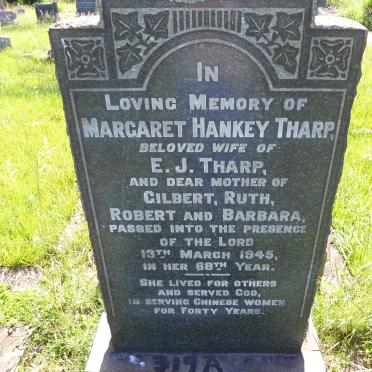 IN
LOVING MEMORY OF
MARGARET HANKEY THARP,
BELOVED WIFE OF
E. J. THARP,
AND DEAR MOTHER OF
GILBERT, RUTH,
ROBERT AND BARBARA,
PASSED INTO THE PRESENCE
OF THE LORD
13TH MARCH 1945,
IN HER 68TH YEAR.
SHE LIVED FOR OTHERS
AND SERVED GOD,
IN SERVING CHINESE WOMEN
FOR FORTY YEARS.
317A